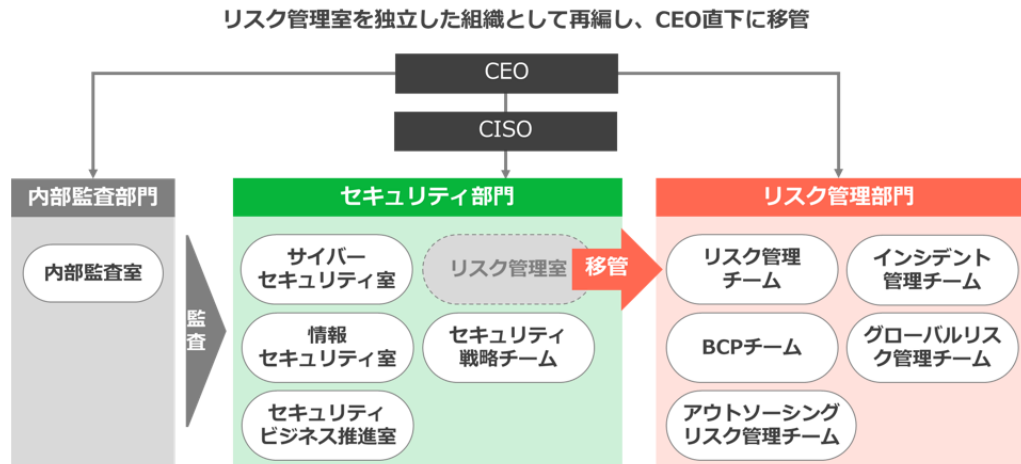 リスク管理室を独立した組織として再編し、CEO直下に移管
CEO
CISO
内部監査部門
内部監査室
監査
セキュリティ部門
サイバー
セキュリティ室
リスク管理室
情報
セキュリティ室
セキュリティ
戦略チーム
セキュリティ
ビジネス推進室
移管
リスク管理部門
リスク管理
チーム
インシデント
管理チーム
BCPチーム
グローバルリス
ク管理チーム
アウトソーシング
リスク管理チーム